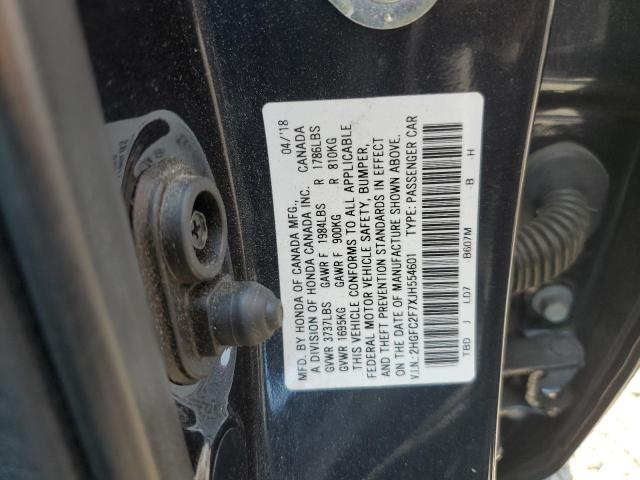 MFD. BY HONDA OF CANADA MFG., 04/'18
A DIVISION OF HONDA CANADA INC. CANADA
GVWR 3737LBS GAWR F 1984LBS R 1786LBS
GVWR 1695KG GAWR F 900KG R 810KG
THIS VEHICLE CONFORMS TO ALL APPLICABLE
FEDERAL MOTOR VEHICLE SAFETY, BUMPER,
AND THEFT PREVENTION STANDARDS IN EFFECT
ON THE DATE OF MANUFACTURE SHOWN ABOVE.
V.I.N.:2HGFC2F7XJH554601 TYPE: PASSENGER CAR
TBD J L07 B607M -B -H